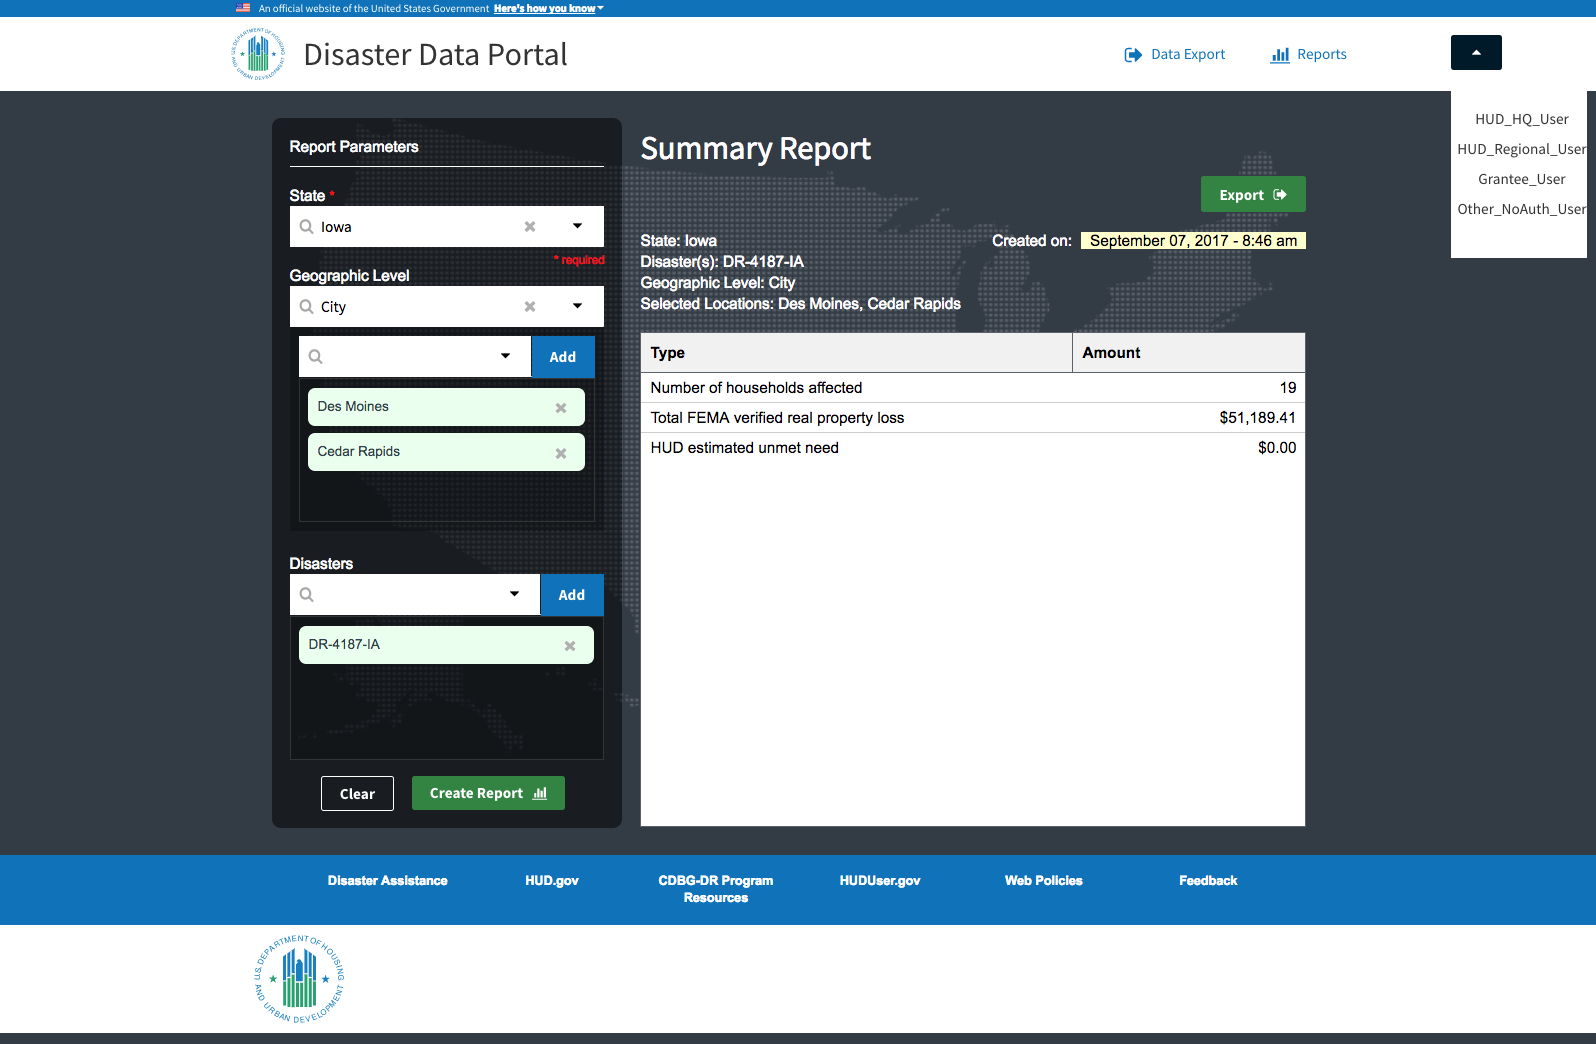 An official website of the United States Government Here's how you know
U.S. DEPARTMENT OF HOUSING AND URBAN DEVELOPMENT
Disaster Data Portal
Data Export
Reports
HUD_HQ_User
HUD_Regional_User
Grantee_User
Other_NoAuth_User
Report Parameters
State *
Iowa
* required
Geographic Level
City
Add
Des Moines
Cedar Rapids
Disasters
Add
DR-4187-IA
Clear
Create Report
Summary Report
Export
State: Iowa
Created on: September 07, 2017 - 8:46 am
Disaster(s): DR-4187-IA
Geographic Level: City
Selected Locations: Des Moines, Cedar Rapids
Type Amount
Number of households affected 19
Total FEMA verified real property loss $51,189.41
HUD estimated unmet need $0.00
Disaster Assistance
HUD.gov
CDBG-DR Program
Resources
HUDUser.gov
Web Policies
Feedback
U.S. DEPARTMENT OF HOUSING AND URBAN DEVELOPMENT